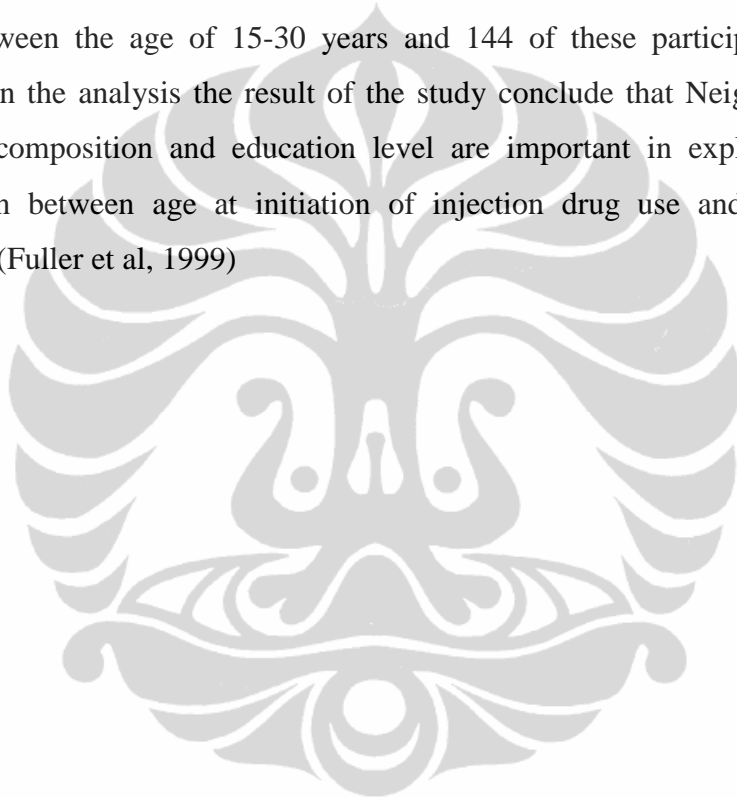 ween the age of 15-30 years and 144 of these particip
n the analysis the result of the study conclude that Neig
composition and education level are important in expl
n between age at initiation of injection drug use and
(Fuller et al, 1999)